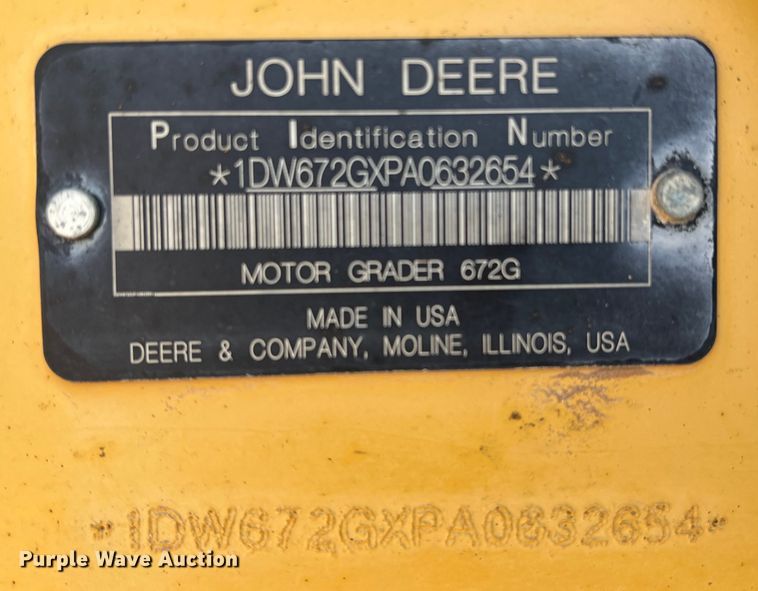 JOHN DEERE
Product Identification Number
*1DW672GXPA0632654*
MOTOR GRADER 672G
MADE IN USA
DEERE & COMPANY, MOLINE, ILLINOIS, USA
*1DW672GXPA0632654*
Purple Wave Auction